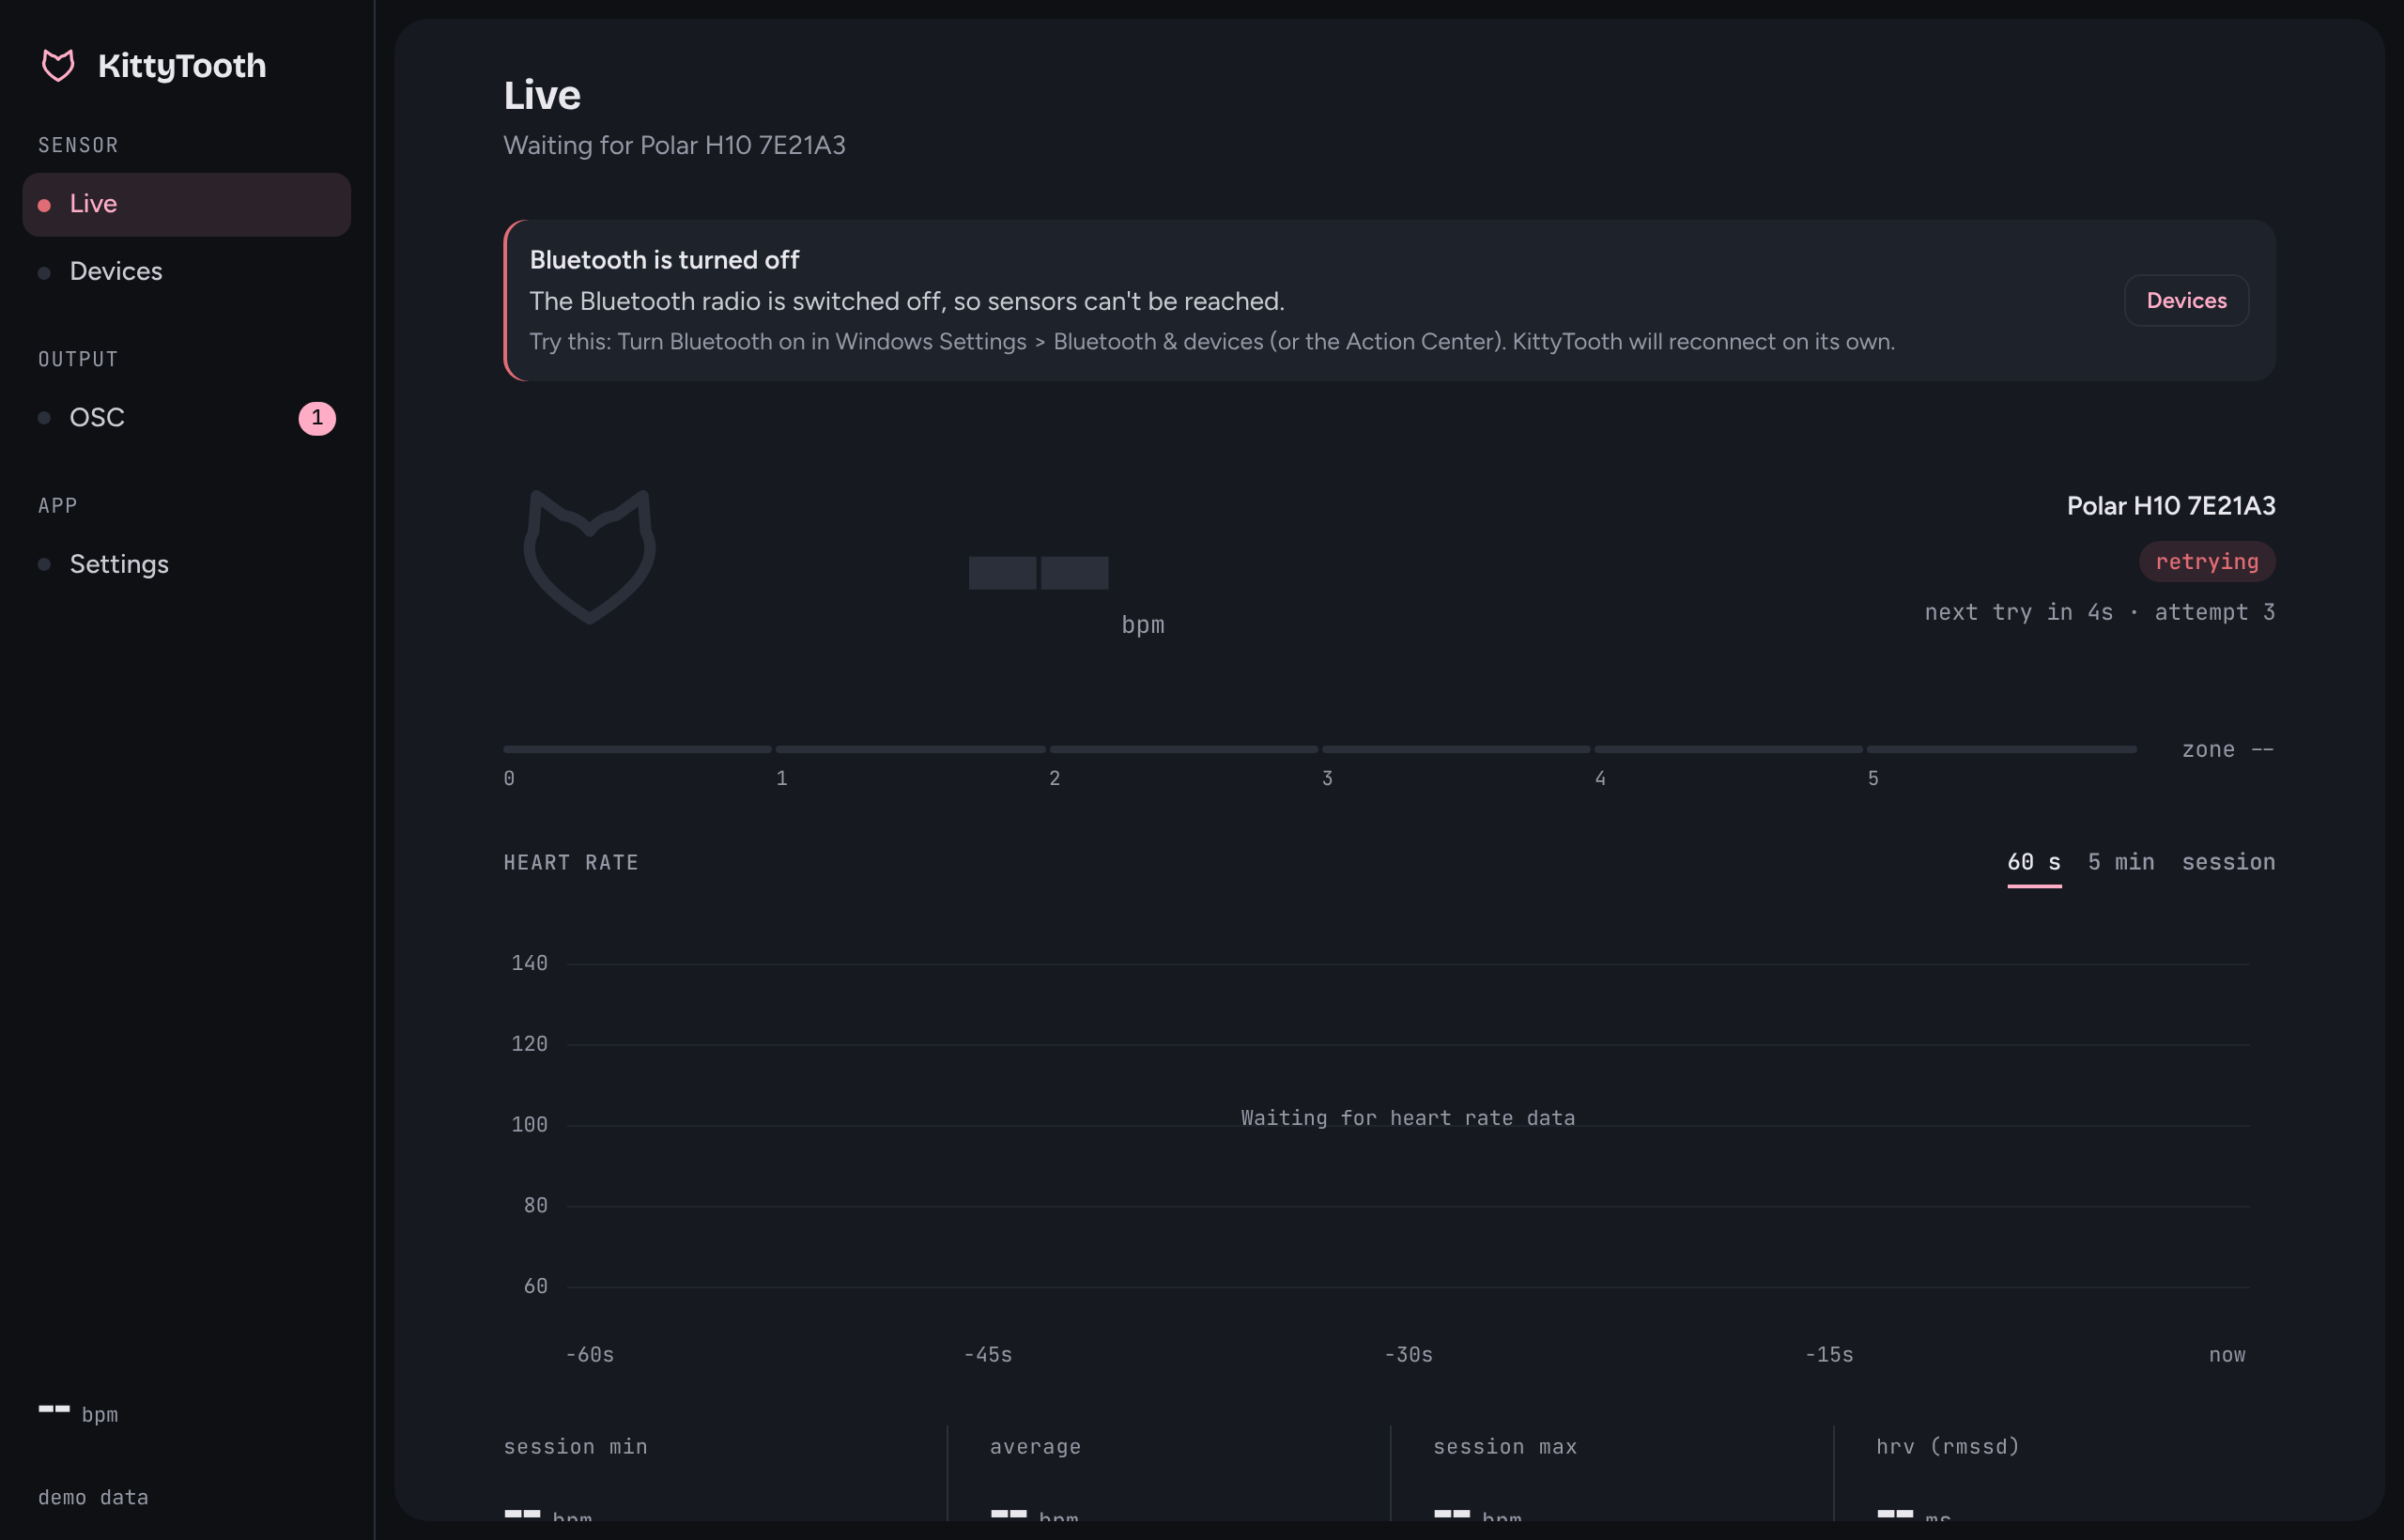 KittyTooth
SENSOR
Live
Devices
OUTPUT
OSC 1
APP
Settings
-- bpm
demo data
Live
Waiting for Polar H10 7E21A3
Bluetooth is turned off
The Bluetooth radio is switched off, so sensors can't be reached.
Try this: Turn Bluetooth on in Windows Settings > Bluetooth & devices (or the Action Center). KittyTooth will reconnect on its own.
Devices
-- bpm
Polar H10 7E21A3
retrying
next try in 4s · attempt 3
0 1 2 3 4 5
zone --
HEART RATE
60 s 5 min session
140
120
100
80
60
Waiting for heart rate data
-60s -45s -30s -15s now
session min average session max hrv (rmssd)
-- bpm -- bpm -- bpm -- ms